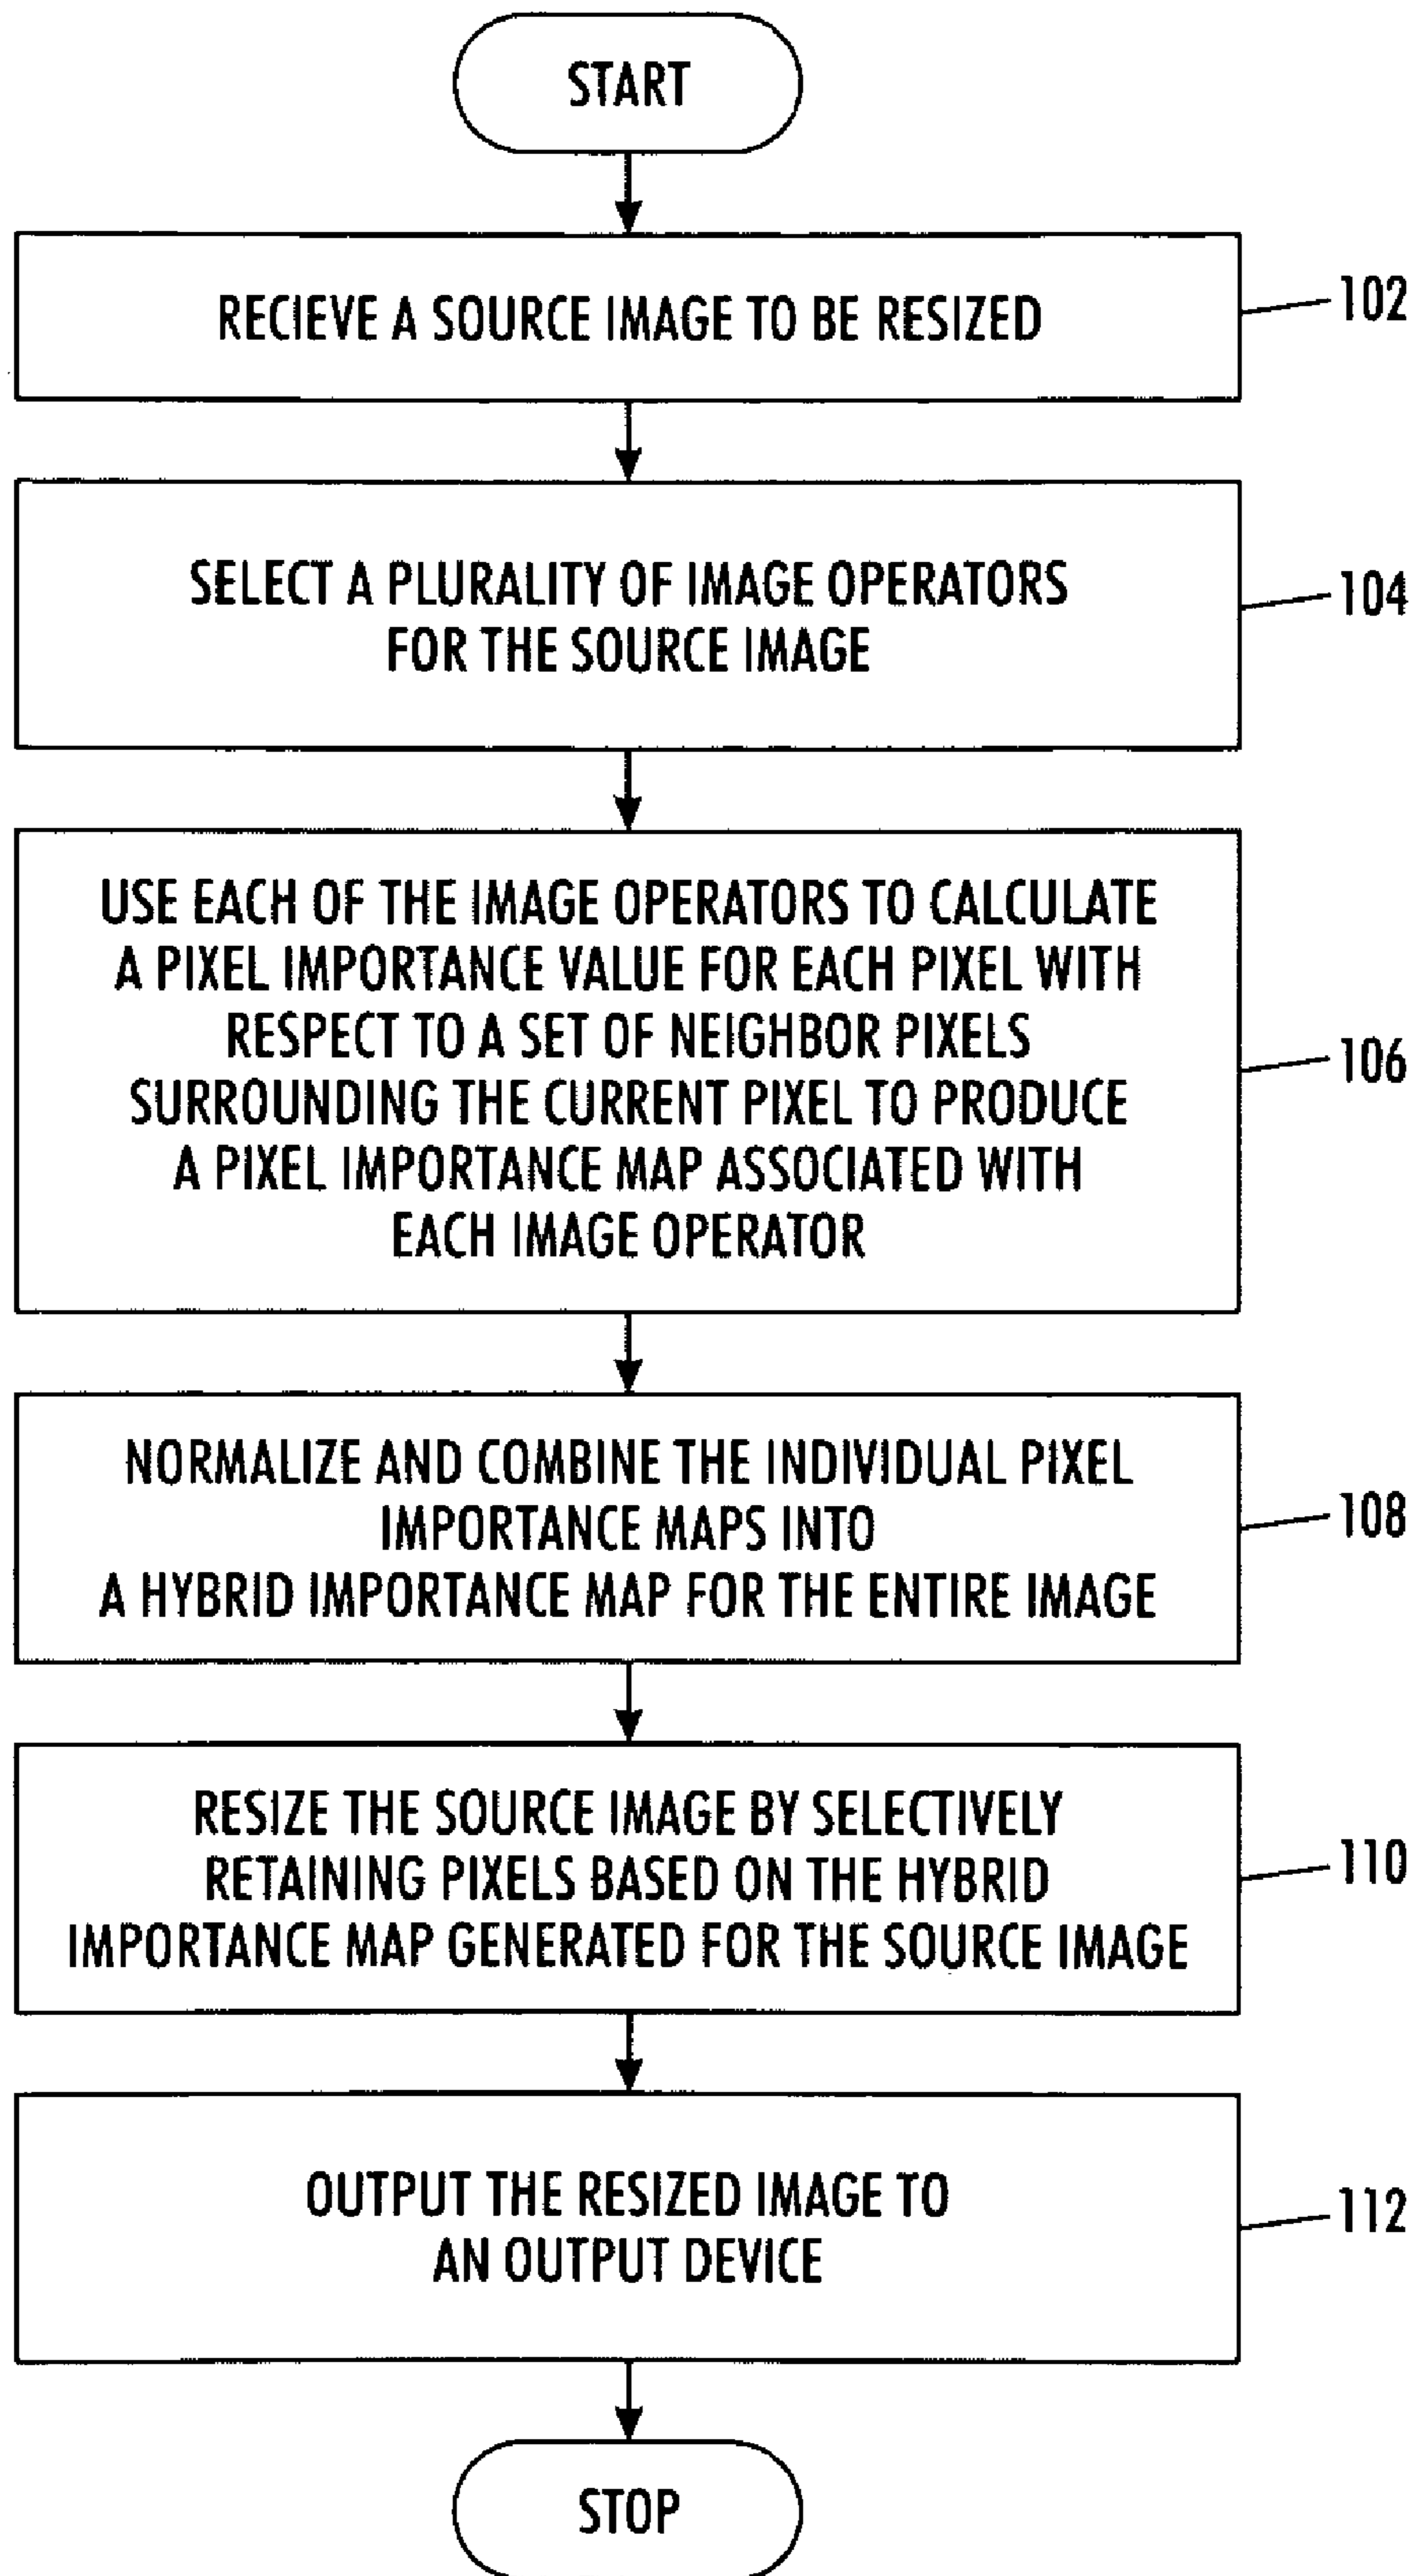 START
RECIEVE A SOURCE IMAGE TO BE RESIZED
102
SELECT A PLURALITY OF IMAGE OPERATORS
FOR THE SOURCE IMAGE
104
USE EACH OF THE IMAGE OPERATORS TO CALCULATE
A PIXEL IMPORTANCE VALUE FOR EACH PIXEL WITH
RESPECT TO A SET OF NEIGHBOR PIXELS
SURROUNDING THE CURRENT PIXEL TO PRODUCE
A PIXEL IMPORTANCE MAP ASSOCIATED WITH
EACH IMAGE OPERATOR
106
NORMALIZE AND COMBINE THE INDIVIDUAL PIXEL
IMPORTANCE MAPS INTO
A HYBRID IMPORTANCE MAP FOR THE ENTIRE IMAGE
108
RESIZE THE SOURCE IMAGE BY SELECTIVELY
RETAINING PIXELS BASED ON THE HYBRID
IMPORTANCE MAP GENERATED FOR THE SOURCE IMAGE
110
OUTPUT THE RESIZED IMAGE TO
AN OUTPUT DEVICE
112
STOP